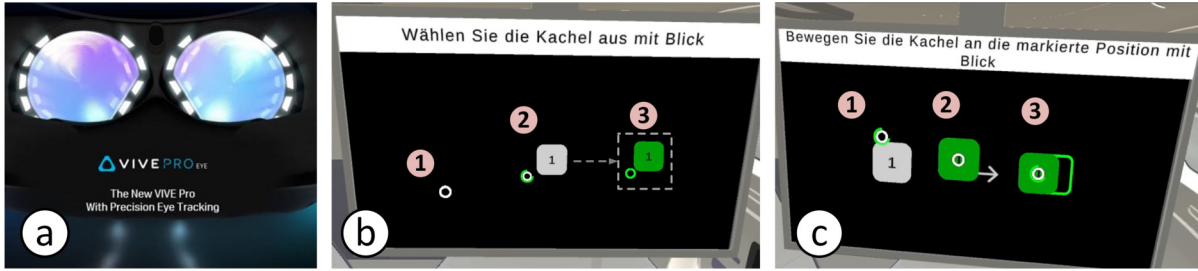 VIVE PRO EYE
The New VIVE Pro
With Precision Eye Tracking
a
Wählen Sie die Kachel aus mit Blick
1
2
3
1
1
b
Bewegen Sie die Kachel an die markierte Position mit
Blick
1
2
3
1
c